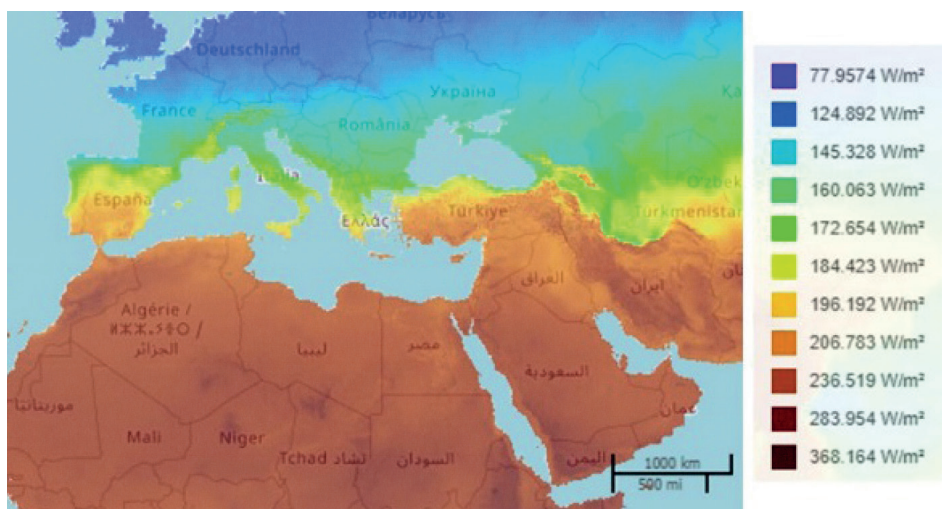 Беларусь
Deutschland
France
Україна
România
Italia
España
Ελλάς
Türkiye
O'zbek
Türkmenistan
Algérie /
ⵍⵣⵣⴰⵢⴻⵔ /
الجزائر
ليبيا
مصر
العراق
ايران
السعودية
عمان
اليمن
موريتانيا
Mali
Niger
Tchad تشاد
السودان
1000 km
500 mi
77.9574 W/m²
124.892 W/m²
145.328 W/m²
160.063 W/m²
172.654 W/m²
184.423 W/m²
196.192 W/m²
206.783 W/m²
236.519 W/m²
283.954 W/m²
368.164 W/m²